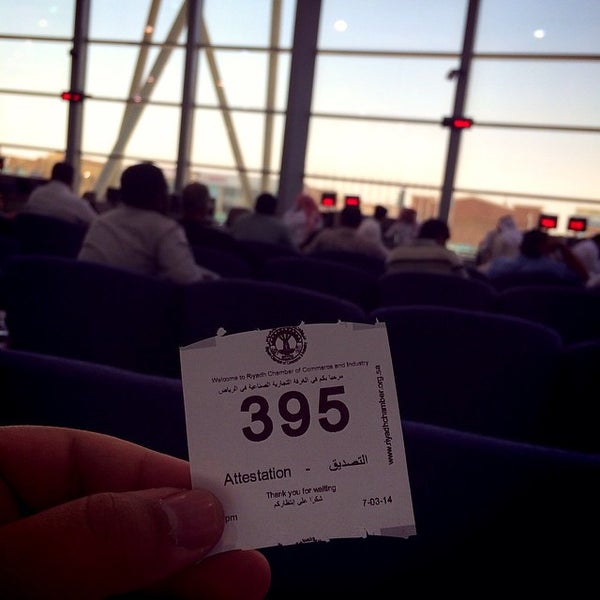 Welcome to Riyadh Chamber of Commerce and Industry
مرحبا بكم في الغرفة التجارية الصناعية في الرياض
395
Attestation - التصديق
Thank you for waiting
شكرا على إنتظاركم
pm 7-03-14
www.riyadhchamber.org.sa